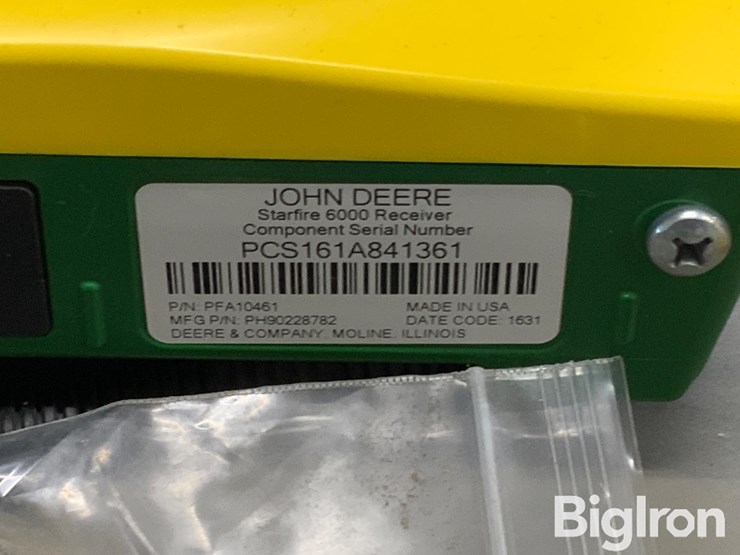 JOHN DEERE
Starfire 6000 Receiver
Component Serial Number
PCS161A841361
P/N: PFA10461 MADE IN USA
MFG P/N: PH90228782 DATE CODE: 1631
DEERE & COMPANY, MOLINE, ILLINOIS
BigIron